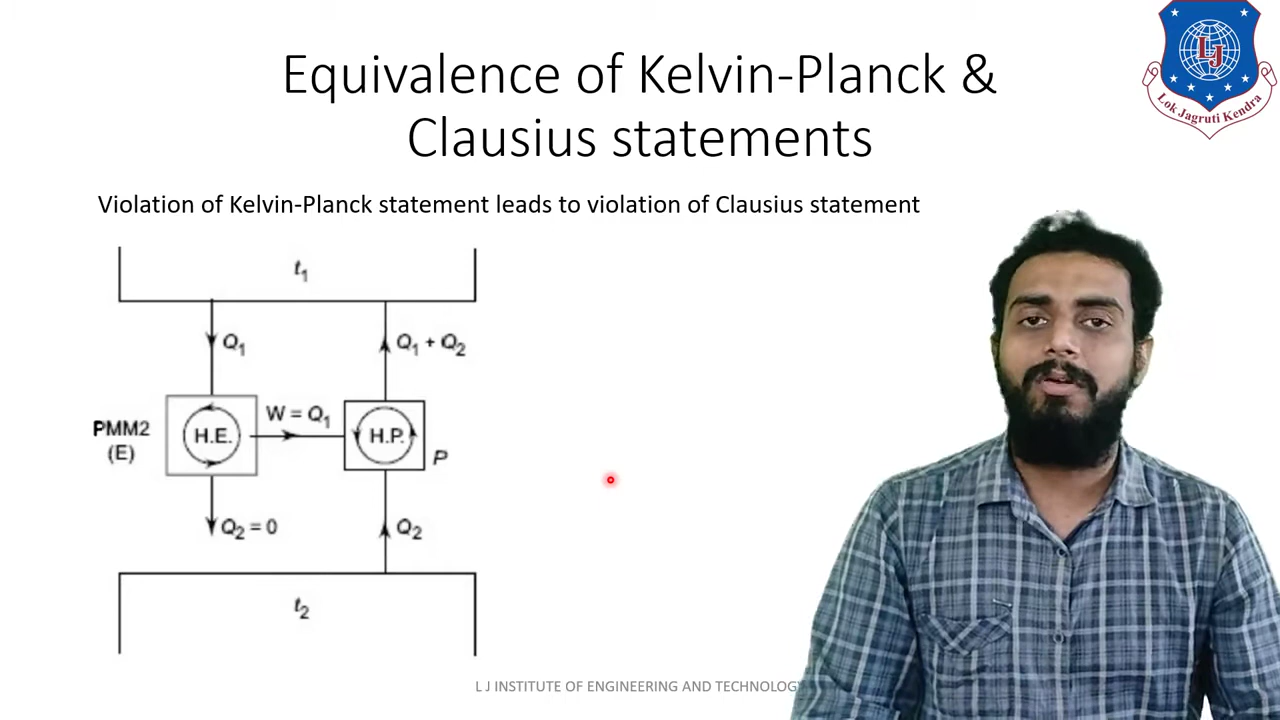 Equivalence of Kelvin-Planck &
Clausius statements
LJ
Lok Jagruti Kendra
Violation of Kelvin-Planck statement leads to violation of Clausius statement
t₁
Q₁
Q₁ + Q₂
PMM2
(E)
H.E.
W = Q₁
H.P.
P
Q₂ = 0
Q₂
t₂
L J INSTITUTE OF ENGINEERING AND TECHNOLOGY